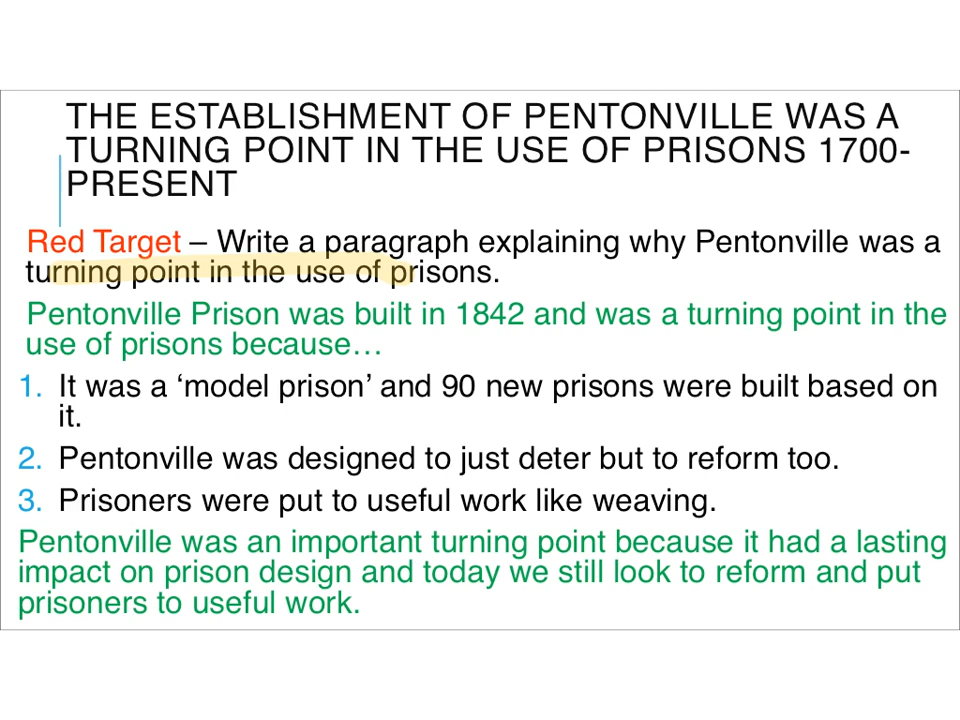 THE ESTABLISHMENT OF PENTONVILLE WAS A
TURNING POINT IN THE USE OF PRISONS 1700-
PRESENT
Red Target – Write a paragraph explaining why Pentonville was a
turning point in the use of prisons.
Pentonville Prison was built in 1842 and was a turning point in the
use of prisons because…
1. It was a ‘model prison’ and 90 new prisons were built based on
it.
2. Pentonville was designed to just deter but to reform too.
3. Prisoners were put to useful work like weaving.
Pentonville was an important turning point because it had a lasting
impact on prison design and today we still look to reform and put
prisoners to useful work.